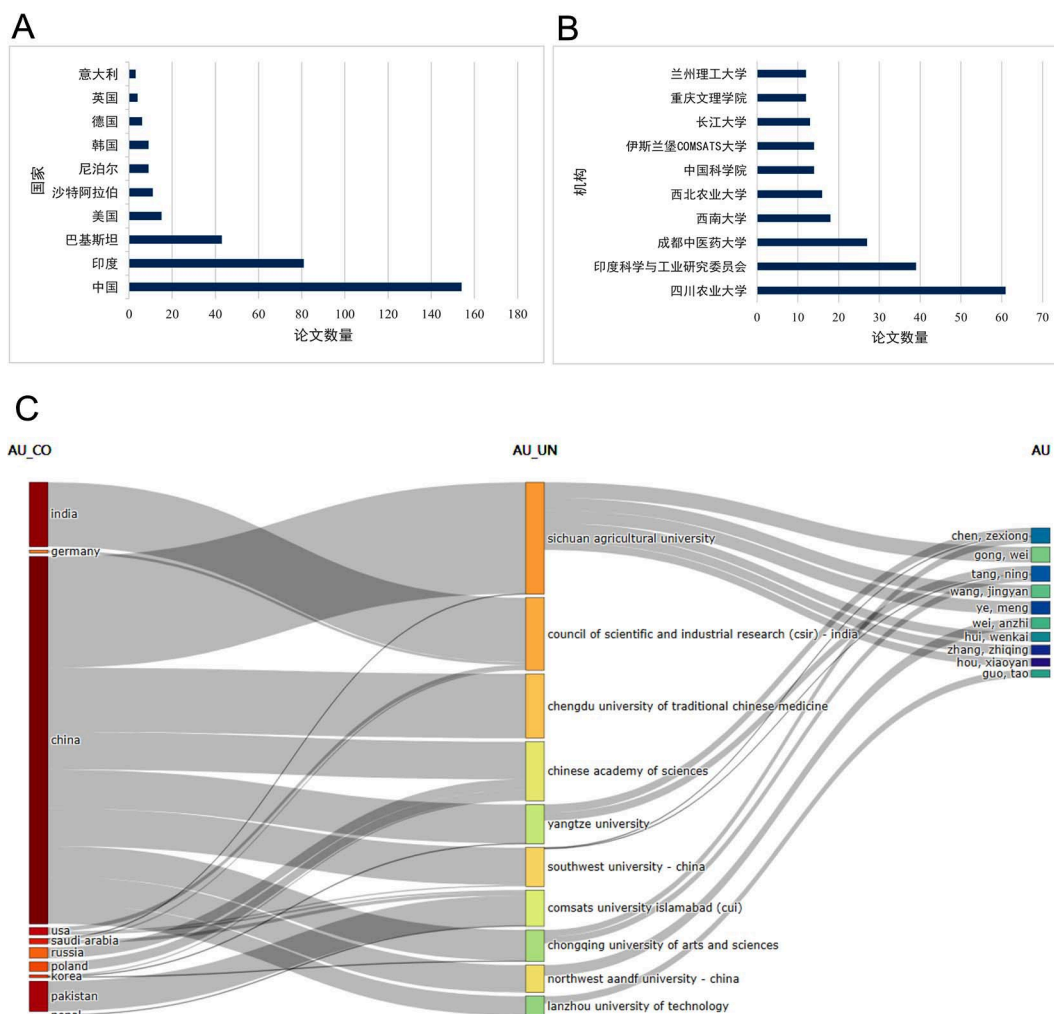 A
意大利
英国
德国
韩国
尼泊尔
沙特阿拉伯
美国
巴基斯坦
印度
中国
国家
0 20 40 60 80 100 120 140 160 180
论文数量
B
兰州理工大学
重庆文理学院
长江大学
伊斯兰堡COMSATS大学
中国科学院
西北农业大学
西南大学
成都中医药大学
印度科学与工业研究委员会
四川农业大学
机构
0 10 20 30 40 50 60 70
论文数量
C
AU_CO
india
germany
china
usa
saudi arabia
russia
poland
korea
pakistan
AU_UN
sichuan agricultural university
council of scientific and industrial research (csir) - india
chengdu university of traditional chinese medicine
chinese academy of sciences
yangtze university
southwest university - china
comsats university islamabad (cui)
chongqing university of arts and sciences
northwest aandf university - china
lanzhou university of technology
AU
chen, zexiong
gong, wei
tang, ning
wang, jingyan
ye, meng
wei, anzhi
hui, wenkai
zhang, zhiqing
hou, xiaoyan
guo, tao